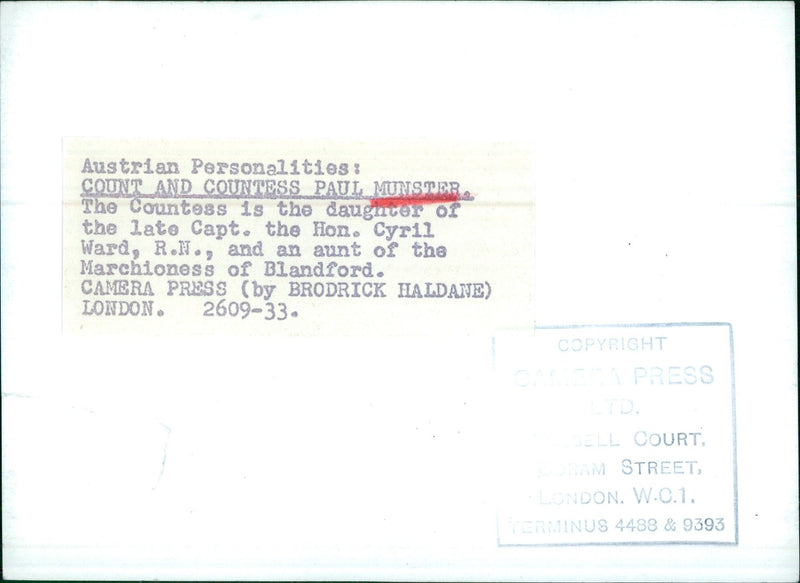 Austrian Personalities:
COUNT AND COUNTESS PAUL MUNSTER.
The Countess is the daughter of
the late Capt. the Hon. Cyril
Ward, R.N., and an aunt of the
Marchioness of Blandford.
CAMERA PRESS (by BRODRICK HALDANE)
LONDON. 2609-33.
COPYRIGHT
CAMERA PRESS
LTD.
COURT,
STREET,
LONDON. W.C.1.
TERMINUS 4488 & 9393